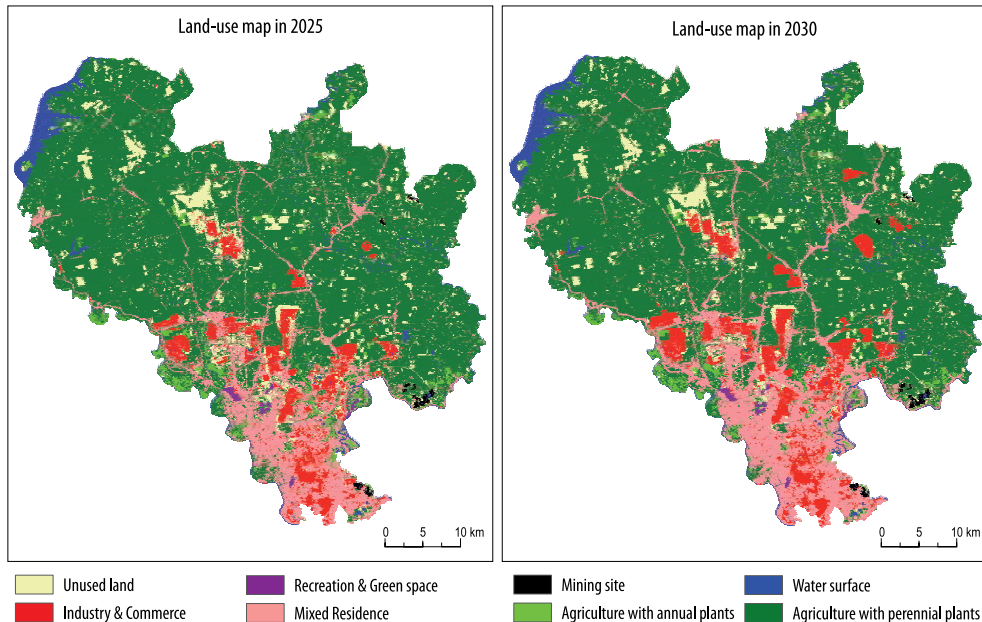 Land-use map in 2025
Land-use map in 2030
0 5 10 km
0 5 10 km
Unused land
Recreation & Green space
Mining site
Water surface
Industry & Commerce
Mixed Residence
Agriculture with annual plants
Agriculture with perennial plants